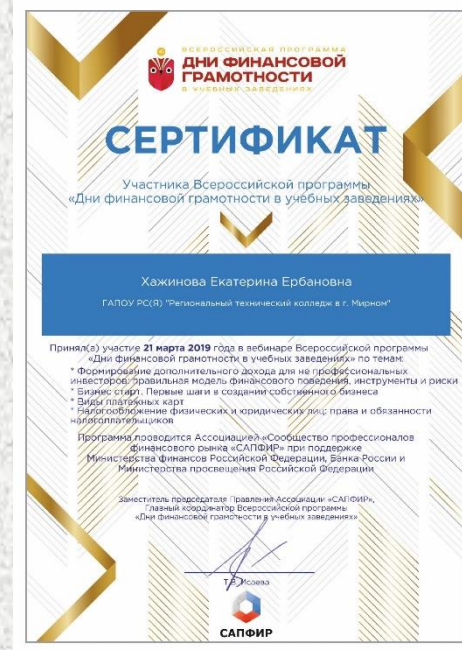 ВСЕРОССИЙСКАЯ ПРОГРАММА
ДНИ ФИНАНСОВОЙ
ГРАМОТНОСТИ
В УЧЕБНЫХ ЗАВЕДЕНИЯХ
СЕРТИФИКАТ
Участника Всероссийской программы
«Дни финансовой грамотности в учебных заведениях»
Хажинова Екатерина Ербановна
ГАПОУ РС(Я) "Региональный технический колледж в г. Мирном"
Принял(а) участие 21 марта 2019 года в вебинаре Всероссийской программы
«Дни финансовой грамотности в учебных заведениях» по темам:
* Формирование дополнительного дохода для не профессиональных
инвесторов: правильная модель финансового поведения, инструменты и риски
* Бизнес старт. Первые шаги в создании собственного бизнеса
* Виды платежных карт
* Налогообложение физических и юридических лиц: права и обязанности
налогоплательщиков
Программа проводится Ассоциацией «Сообщество профессионалов
финансового рынка «САПФИР» при поддержке
Министерства финансов Российской Федерации, Банка России и
Министерства просвещения Российской Федерации
Заместитель председателя Правления Ассоциации «САПФИР»,
Главный координатор Всероссийской программы
«Дни финансовой грамотности в учебных заведениях»
Т.В. Исаева
САПФИР